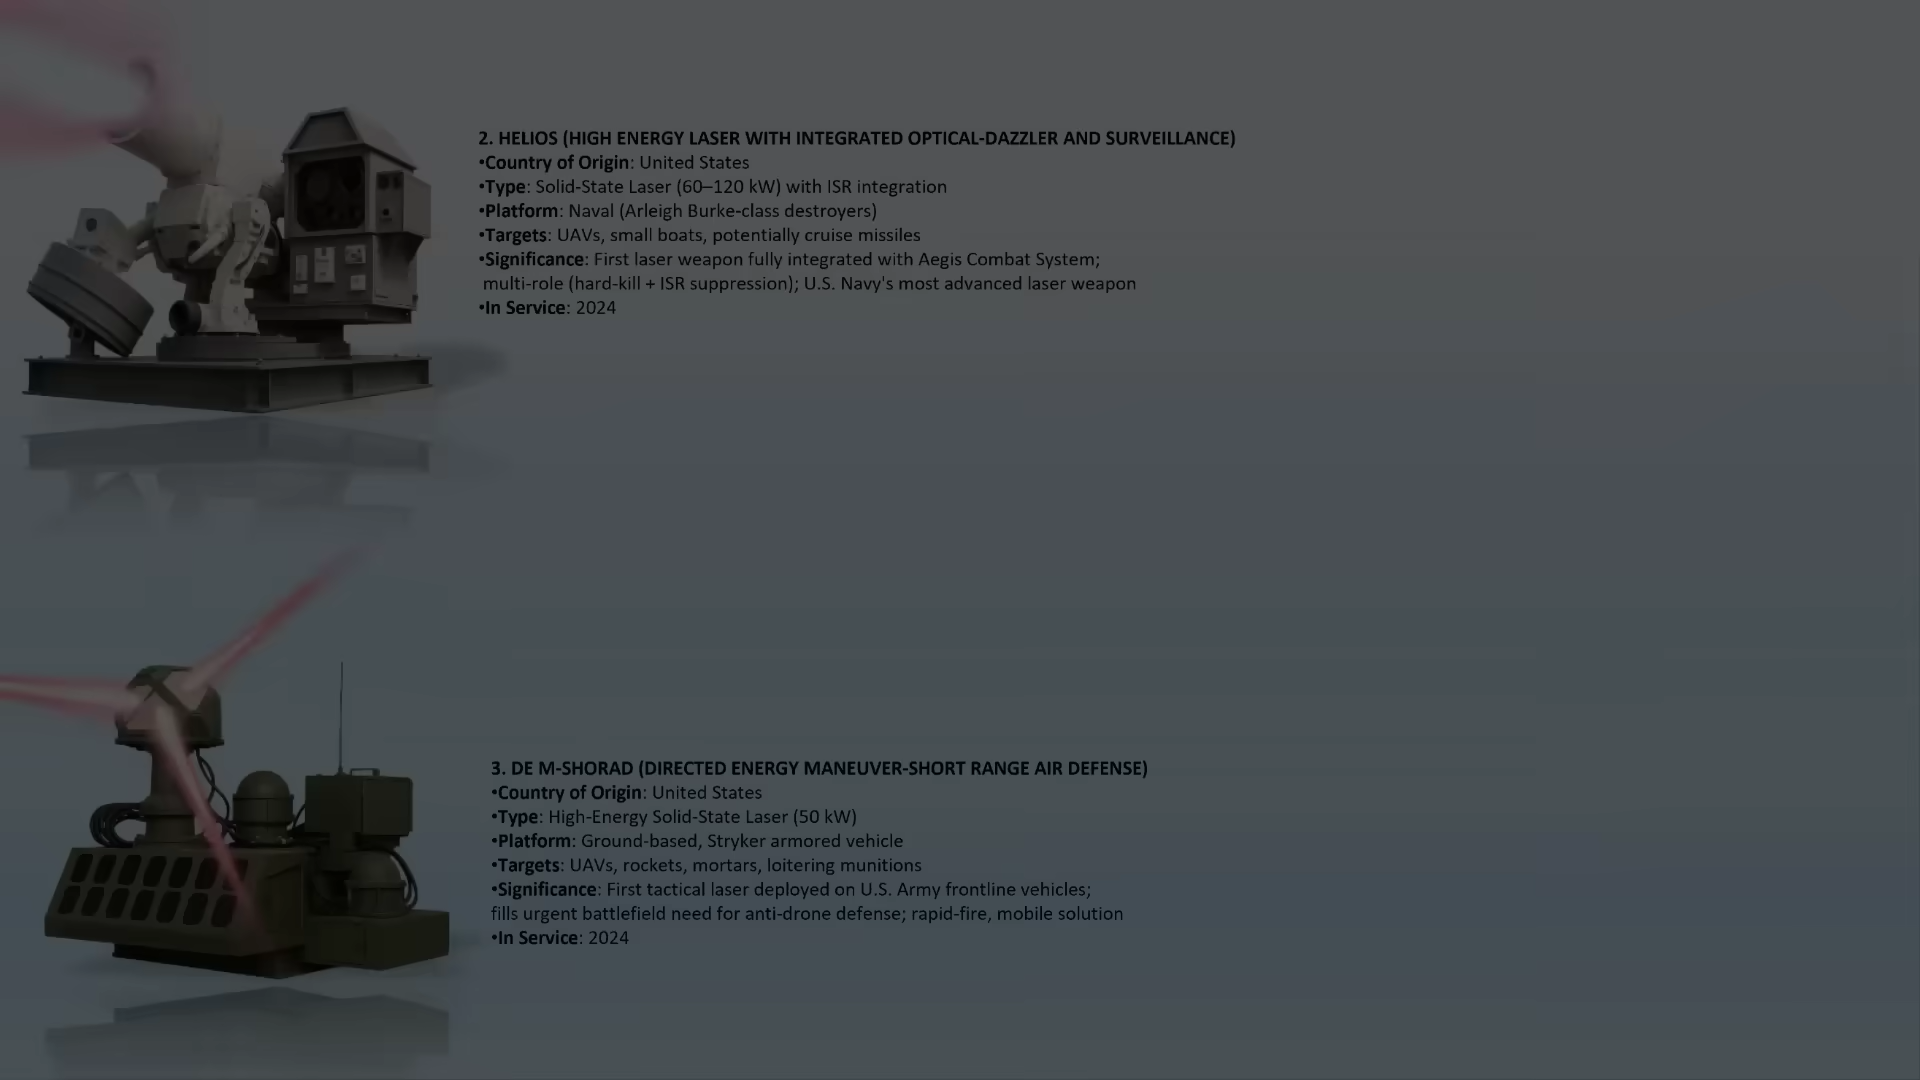 2. HELIOS (HIGH ENERGY LASER WITH INTEGRATED OPTICAL-DAZZLER AND SURVEILLANCE)
•Country of Origin: United States
•Type: Solid-State Laser (60–120 kW) with ISR integration
•Platform: Naval (Arleigh Burke-class destroyers)
•Targets: UAVs, small boats, potentially cruise missiles
•Significance: First laser weapon fully integrated with Aegis Combat System;
multi-role (hard-kill + ISR suppression); U.S. Navy's most advanced laser weapon
•In Service: 2024
3. DE M-SHORAD (DIRECTED ENERGY MANEUVER-SHORT RANGE AIR DEFENSE)
•Country of Origin: United States
•Type: High-Energy Solid-State Laser (50 kW)
•Platform: Ground-based, Stryker armored vehicle
•Targets: UAVs, rockets, mortars, loitering munitions
•Significance: First tactical laser deployed on U.S. Army frontline vehicles;
fills urgent battlefield need for anti-drone defense; rapid-fire, mobile solution
•In Service: 2024